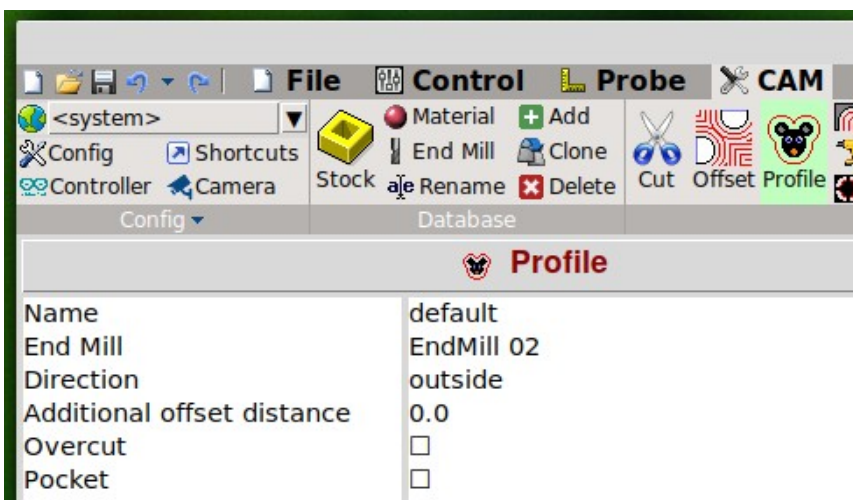 File Control Probe CAM
<system> Material Add
Config Shortcuts End Mill Clone
Controller Camera Stock aje Rename Delete Cut Offset Profile
Config Database
Profile
Name default
End Mill EndMill 02
Direction outside
Additional offset distance 0.0
Overcut
Pocket